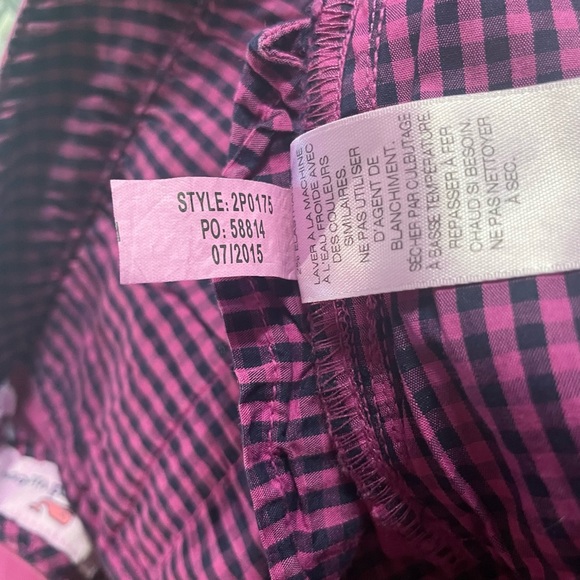 STYLE: 2P0175
PO: 58814
07/2015
LAVER À LA MACHINE
À L'EAU FROIDE AVEC
DES COULEURS
SIMILAIRES.
NE PAS UTILISER
D'AGENT DE
BLANCHIMENT.
SÉCHER PAR CULBUTAGE
À BASSE TEMPÉRATURE
REPASSER À FER
CHAUD SI BESOIN.
NE PAS NETTOYER
À SEC.